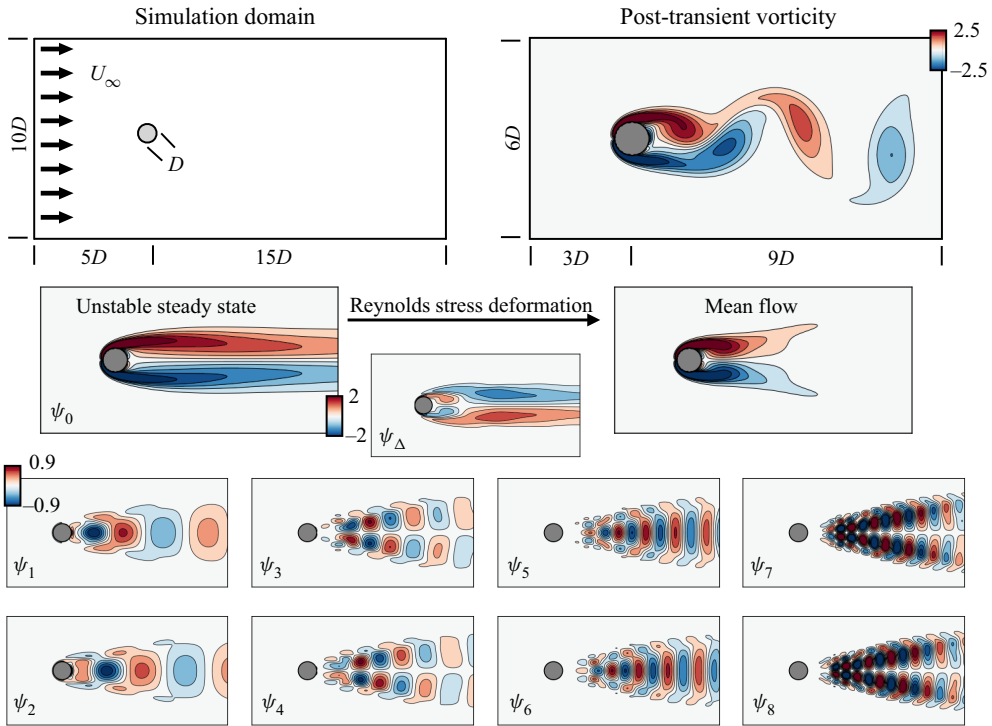 Simulation domain
Post-transient vorticity
2.5
–2.5
U∞
10D
D
6D
5D
15D
3D
9D
Unstable steady state
Reynolds stress deformation
Mean flow
ψ0
2
–2
ψΔ
0.9
–0.9
ψ1
ψ3
ψ5
ψ7
ψ2
ψ4
ψ6
ψ8